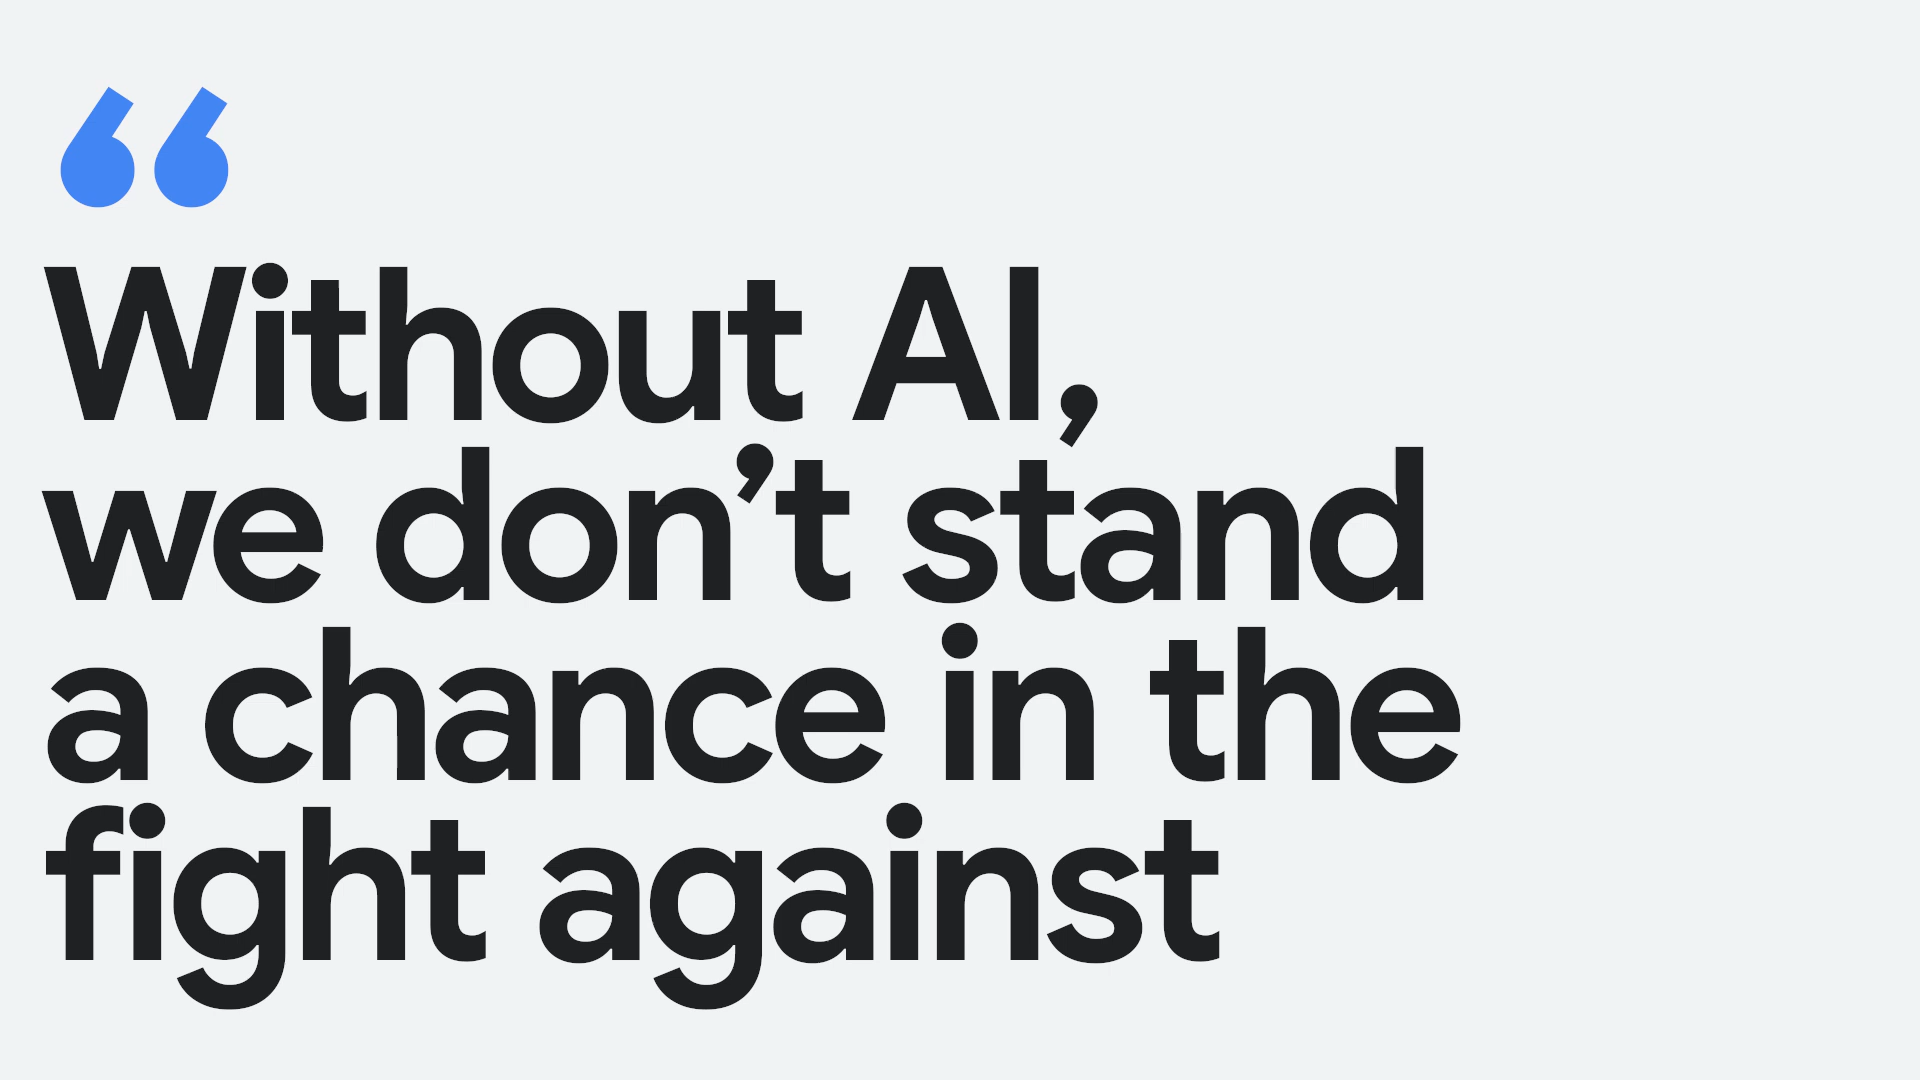 “
Without AI,
we don’t stand
a chance in the
fight against